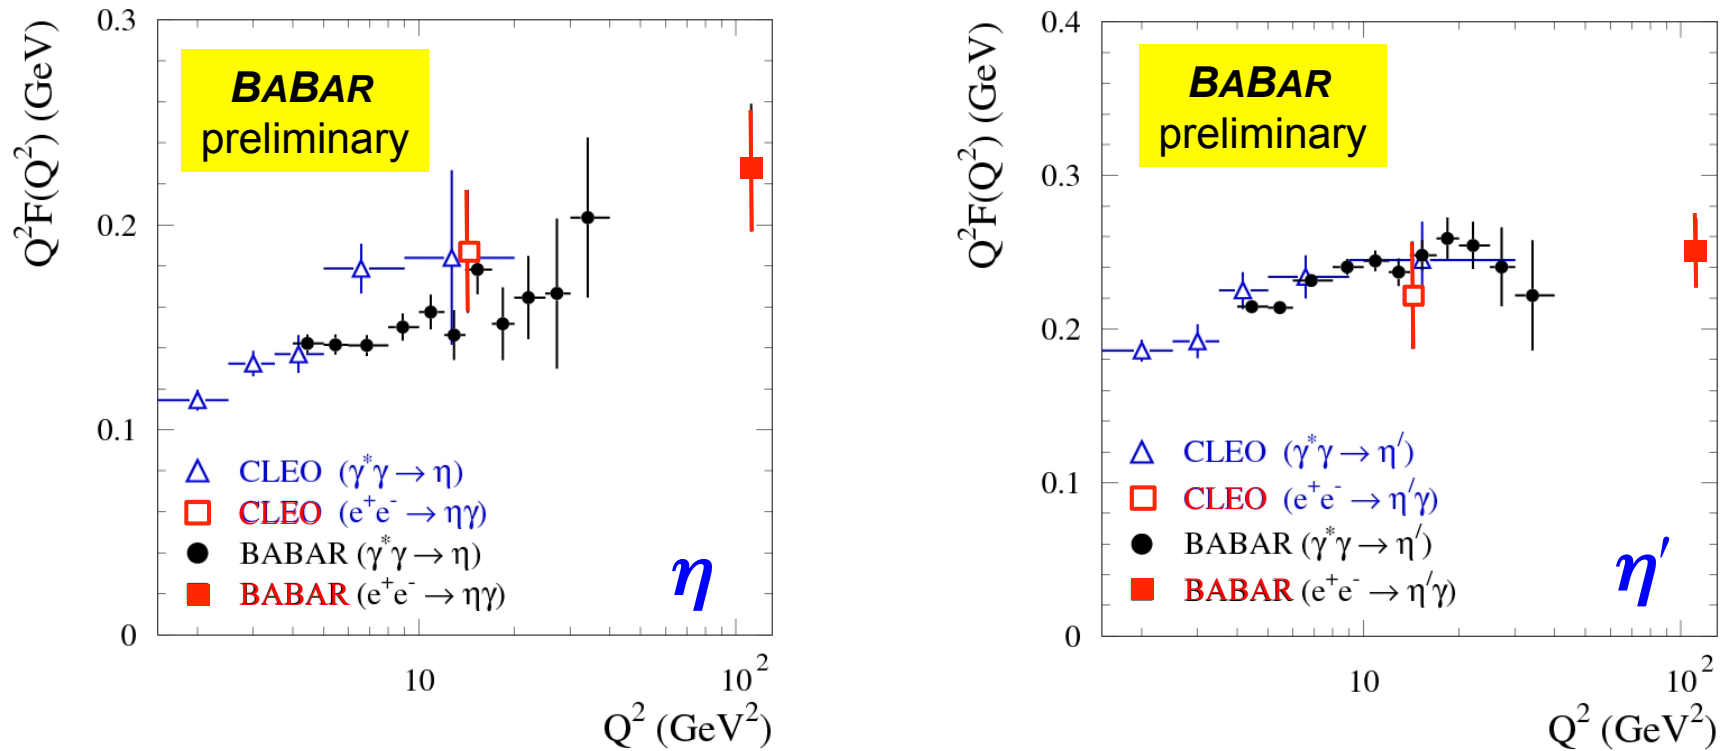 0.3
BABAR
preliminary
Q²F(Q²) (GeV)
0.2
0.1
CLEO (γ*γ → η)
CLEO (e⁺e⁻ → ηγ)
BABAR (γ*γ → η)
BABAR (e⁺e⁻ → ηγ)
η
0
10
10²
Q² (GeV²)
0.4
BABAR
preliminary
Q²F(Q²) (GeV)
0.3
0.2
CLEO (γ*γ → η′)
0.1
CLEO (e⁺e⁻ → η′γ)
BABAR (γ*γ → η′)
BABAR (e⁺e⁻ → η′γ)
η′
0
10
10²
Q² (GeV²)